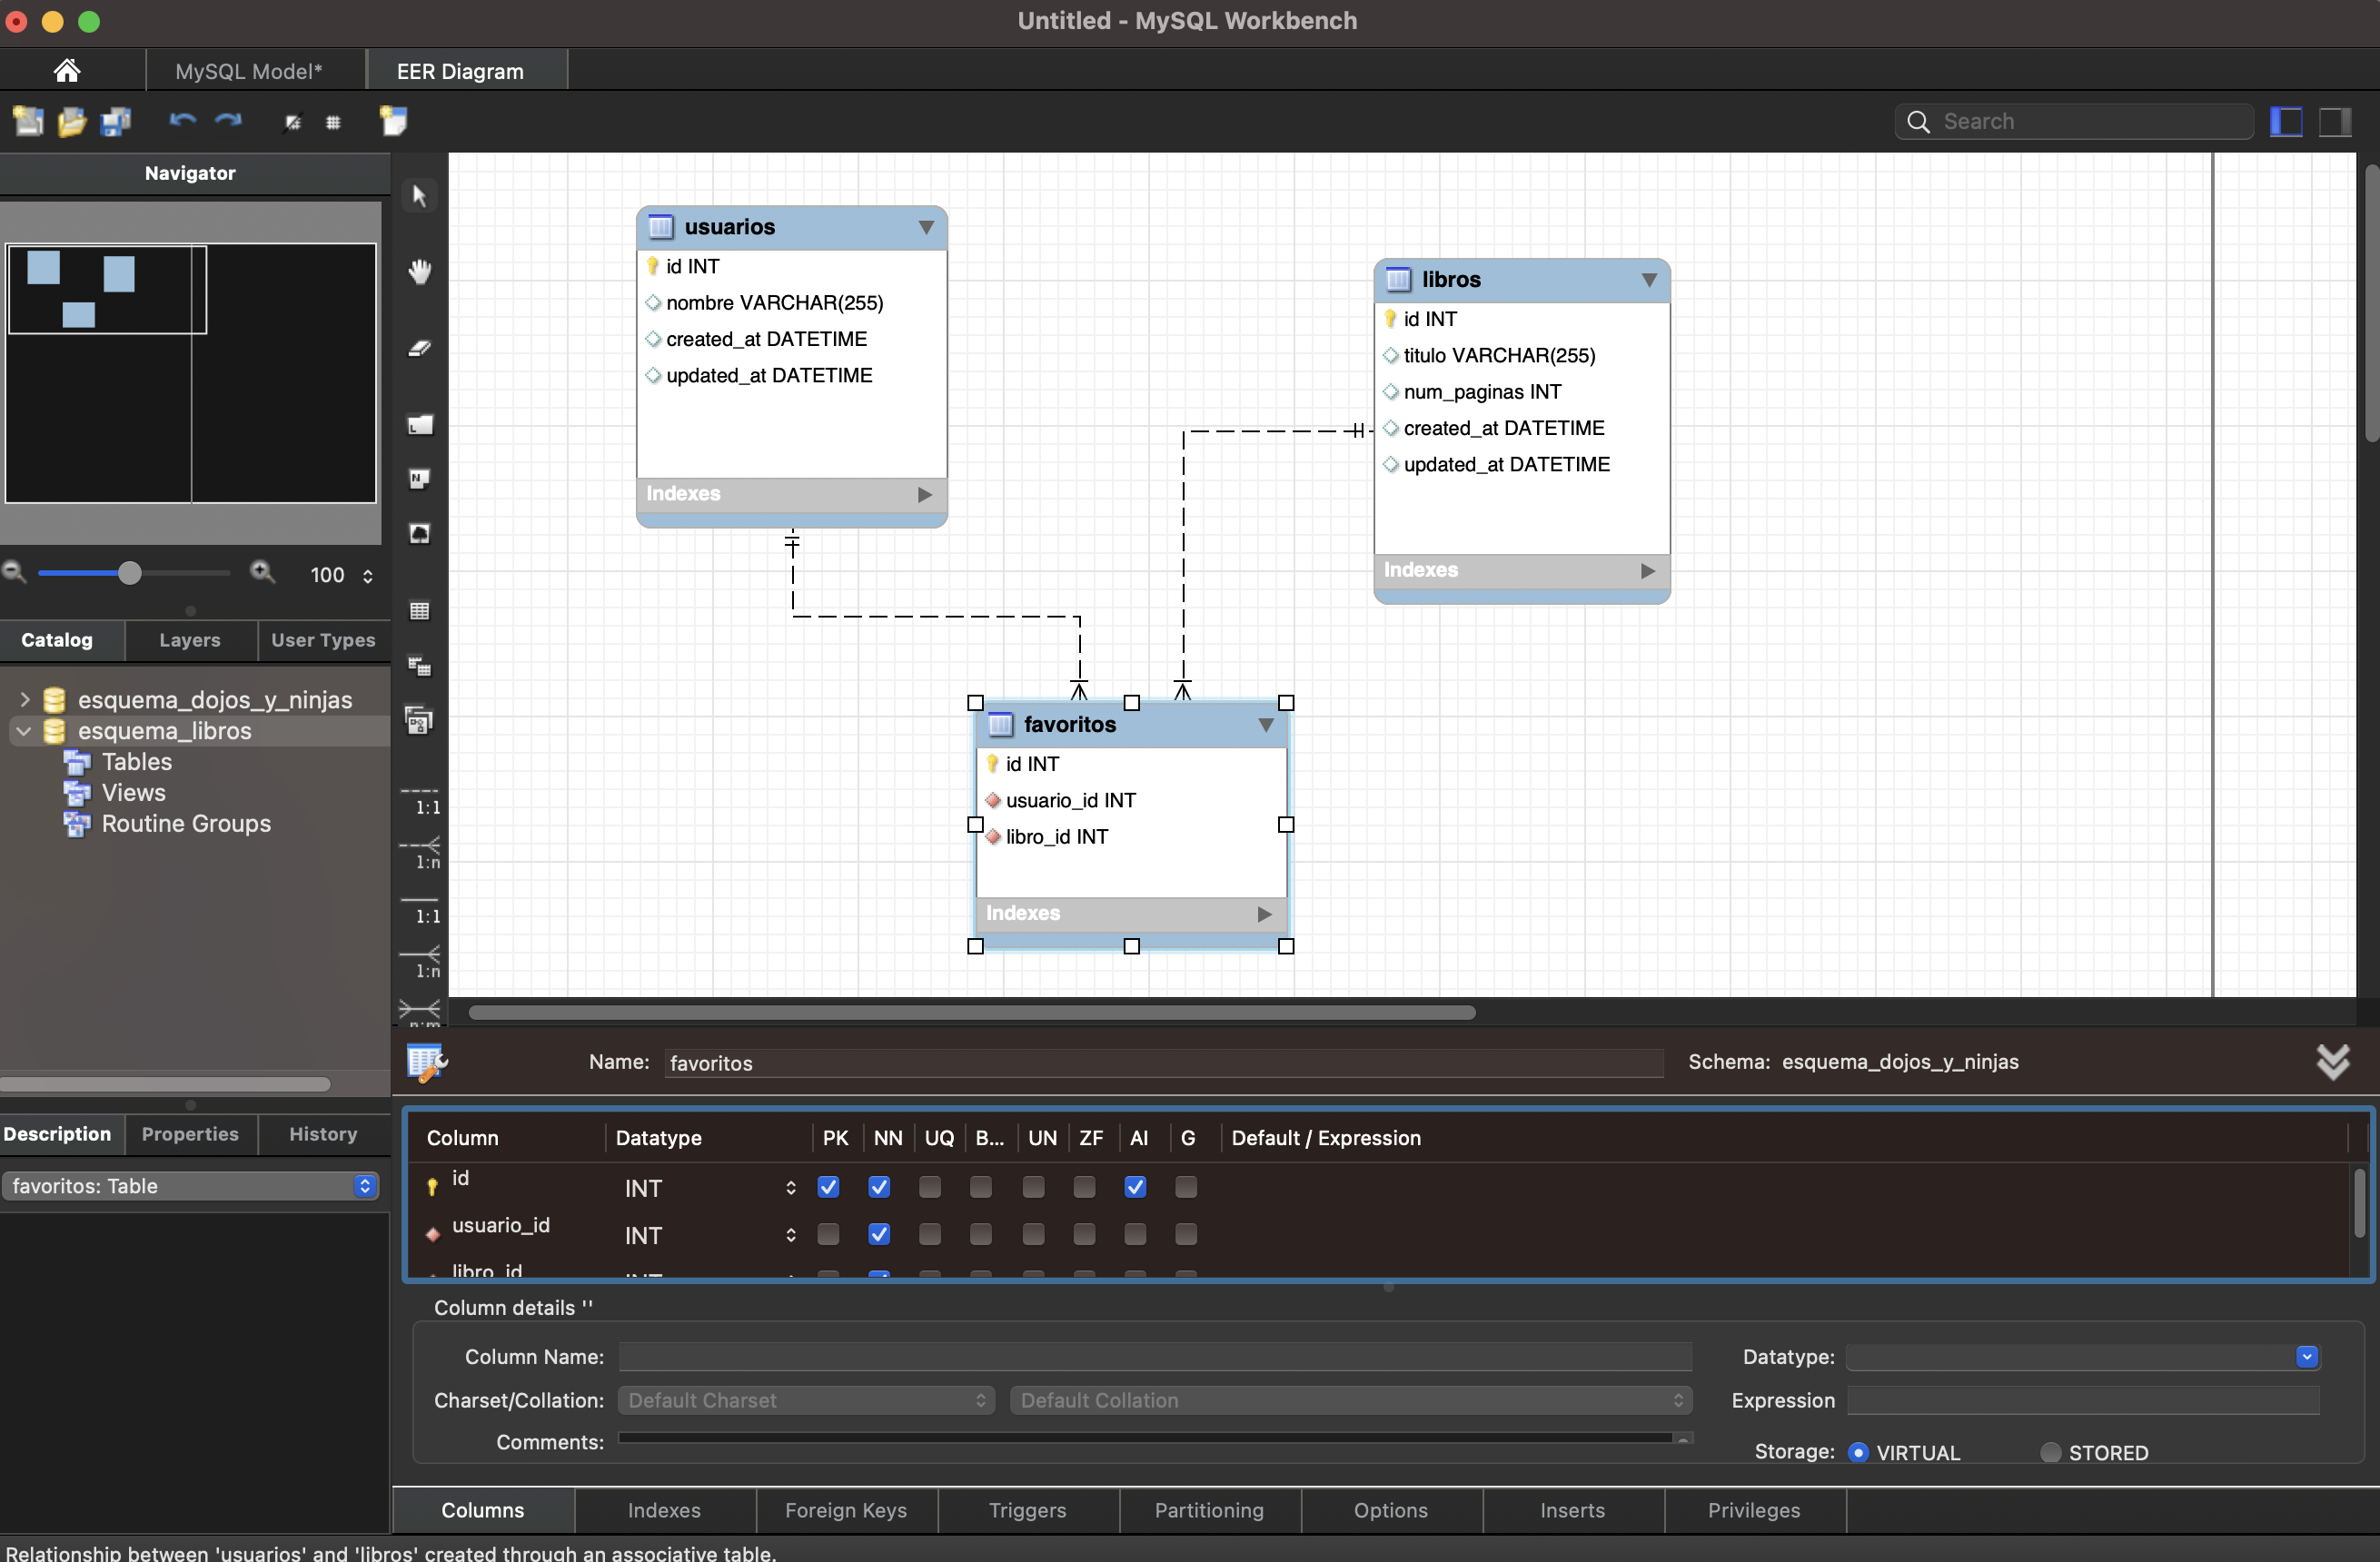 Untitled - MySQL Workbench
MySQL Model*
EER Diagram
Search
Navigator
100
Catalog
Layers
User Types
esquema_dojos_y_ninjas
esquema_libros
Tables
Views
Routine Groups
Description
Properties
History
favoritos: Table
1:1
1:n
1:1
1:n
n:m
usuarios
id INT
nombre VARCHAR(255)
created_at DATETIME
updated_at DATETIME
Indexes
libros
id INT
titulo VARCHAR(255)
num_paginas INT
created_at DATETIME
updated_at DATETIME
Indexes
favoritos
id INT
usuario_id INT
libro_id INT
Indexes
Name: favoritos
Schema: esquema_dojos_y_ninjas
Column Datatype PK NN UQ B... UN ZF AI G Default / Expression
id INT
usuario_id INT
libro_id INT
Column details ''
Column Name:
Datatype:
Charset/Collation: Default Charset Default Collation
Expression
Comments:
Storage: VIRTUAL STORED
Columns
Indexes
Foreign Keys
Triggers
Partitioning
Options
Inserts
Privileges
Relationship between 'usuarios' and 'libros' created through an associative table.